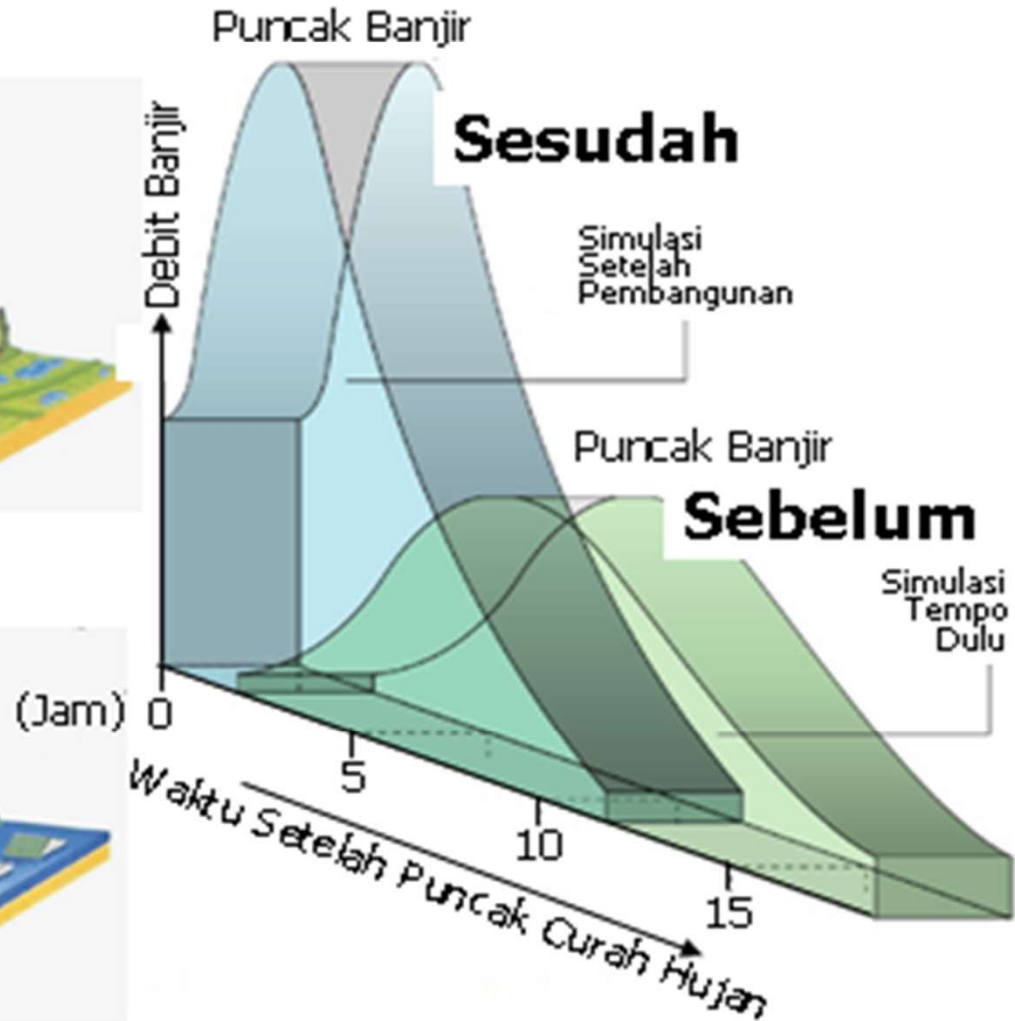 Puncak Banjir
Debit Banjir
Sesudah
Simulasi
Setelah
Pembangunan
Puncak Banjir
Sebelum
Simulasi
Tempo
Dulu
(Jam)
0
5
10
15
Waktu Setelah Puncak Curah Hujan